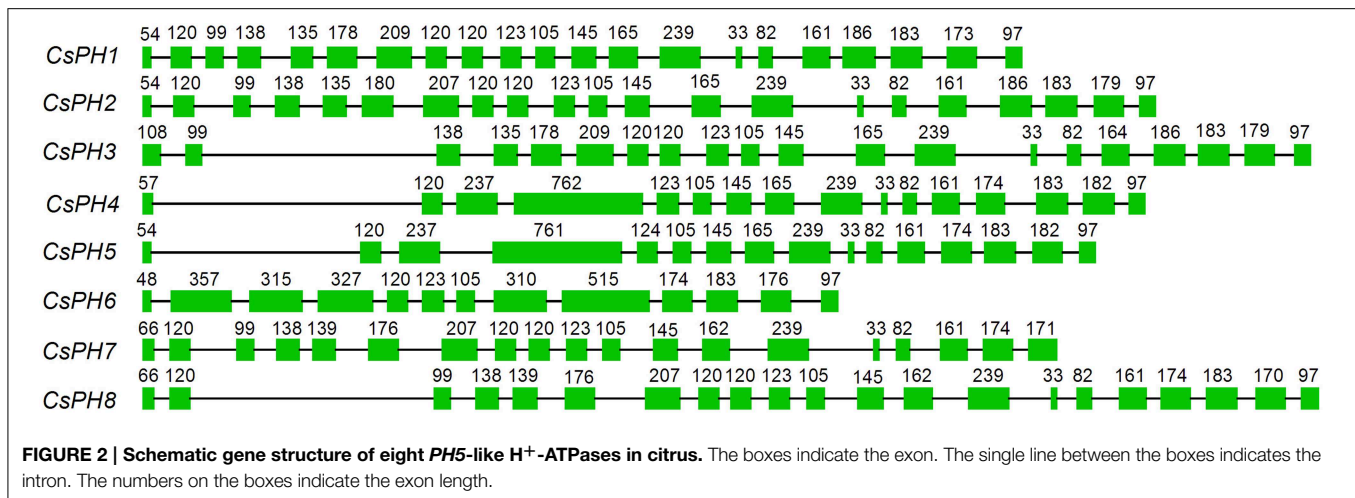 54 120 99 138 135 178 209 120 120 123 105 145 165 239 33 82 161 186 183 173 97
CsPH1
54 120 99 138 135 180 207 120 120 123 105 145 165 239 33 82 161 186 183 179 97
CsPH2
108 99 138 135 178 209 120 120 123 105 145 165 239 33 82 164 186 183 179 97
CsPH3
57 120 237 762 123 105 145 165 239 33 82 161 174 183 182 97
CsPH4
54 120 237 761 124 105 145 165 239 33 82 161 174 183 182 97
CsPH5
48 357 315 327 120 123 105 310 515 174 183 176 97
CsPH6
66 120 99 138 139 176 207 120 120 123 105 145 162 239 33 82 161 174 171
CsPH7
66 120 99 138 139 176 207 120 120 123 105 145 162 239 33 82 161 174 183 170 97
CsPH8
FIGURE 2 | Schematic gene structure of eight PH5-like H+-ATPases in citrus. The boxes indicate the exon. The single line between the boxes indicates the
intron. The numbers on the boxes indicate the exon length.